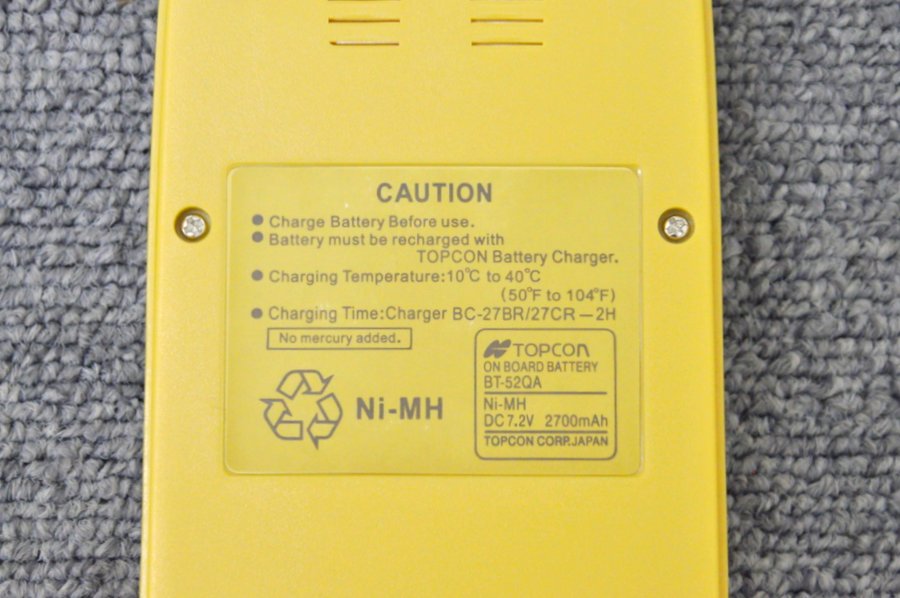 CAUTION
● Charge Battery Before use.
● Battery must be recharged with
TOPCON Battery Charger.
● Charging Temperature:10℃ to 40℃
(50℉ to 104℉)
● Charging Time:Charger BC-27BR/27CR－2H
No mercury added.
TOPCON
ON BOARD BATTERY
BT-52QA
Ni-MH
Ni-MH
DC 7.2V 2700mAh
TOPCON CORP.JAPAN